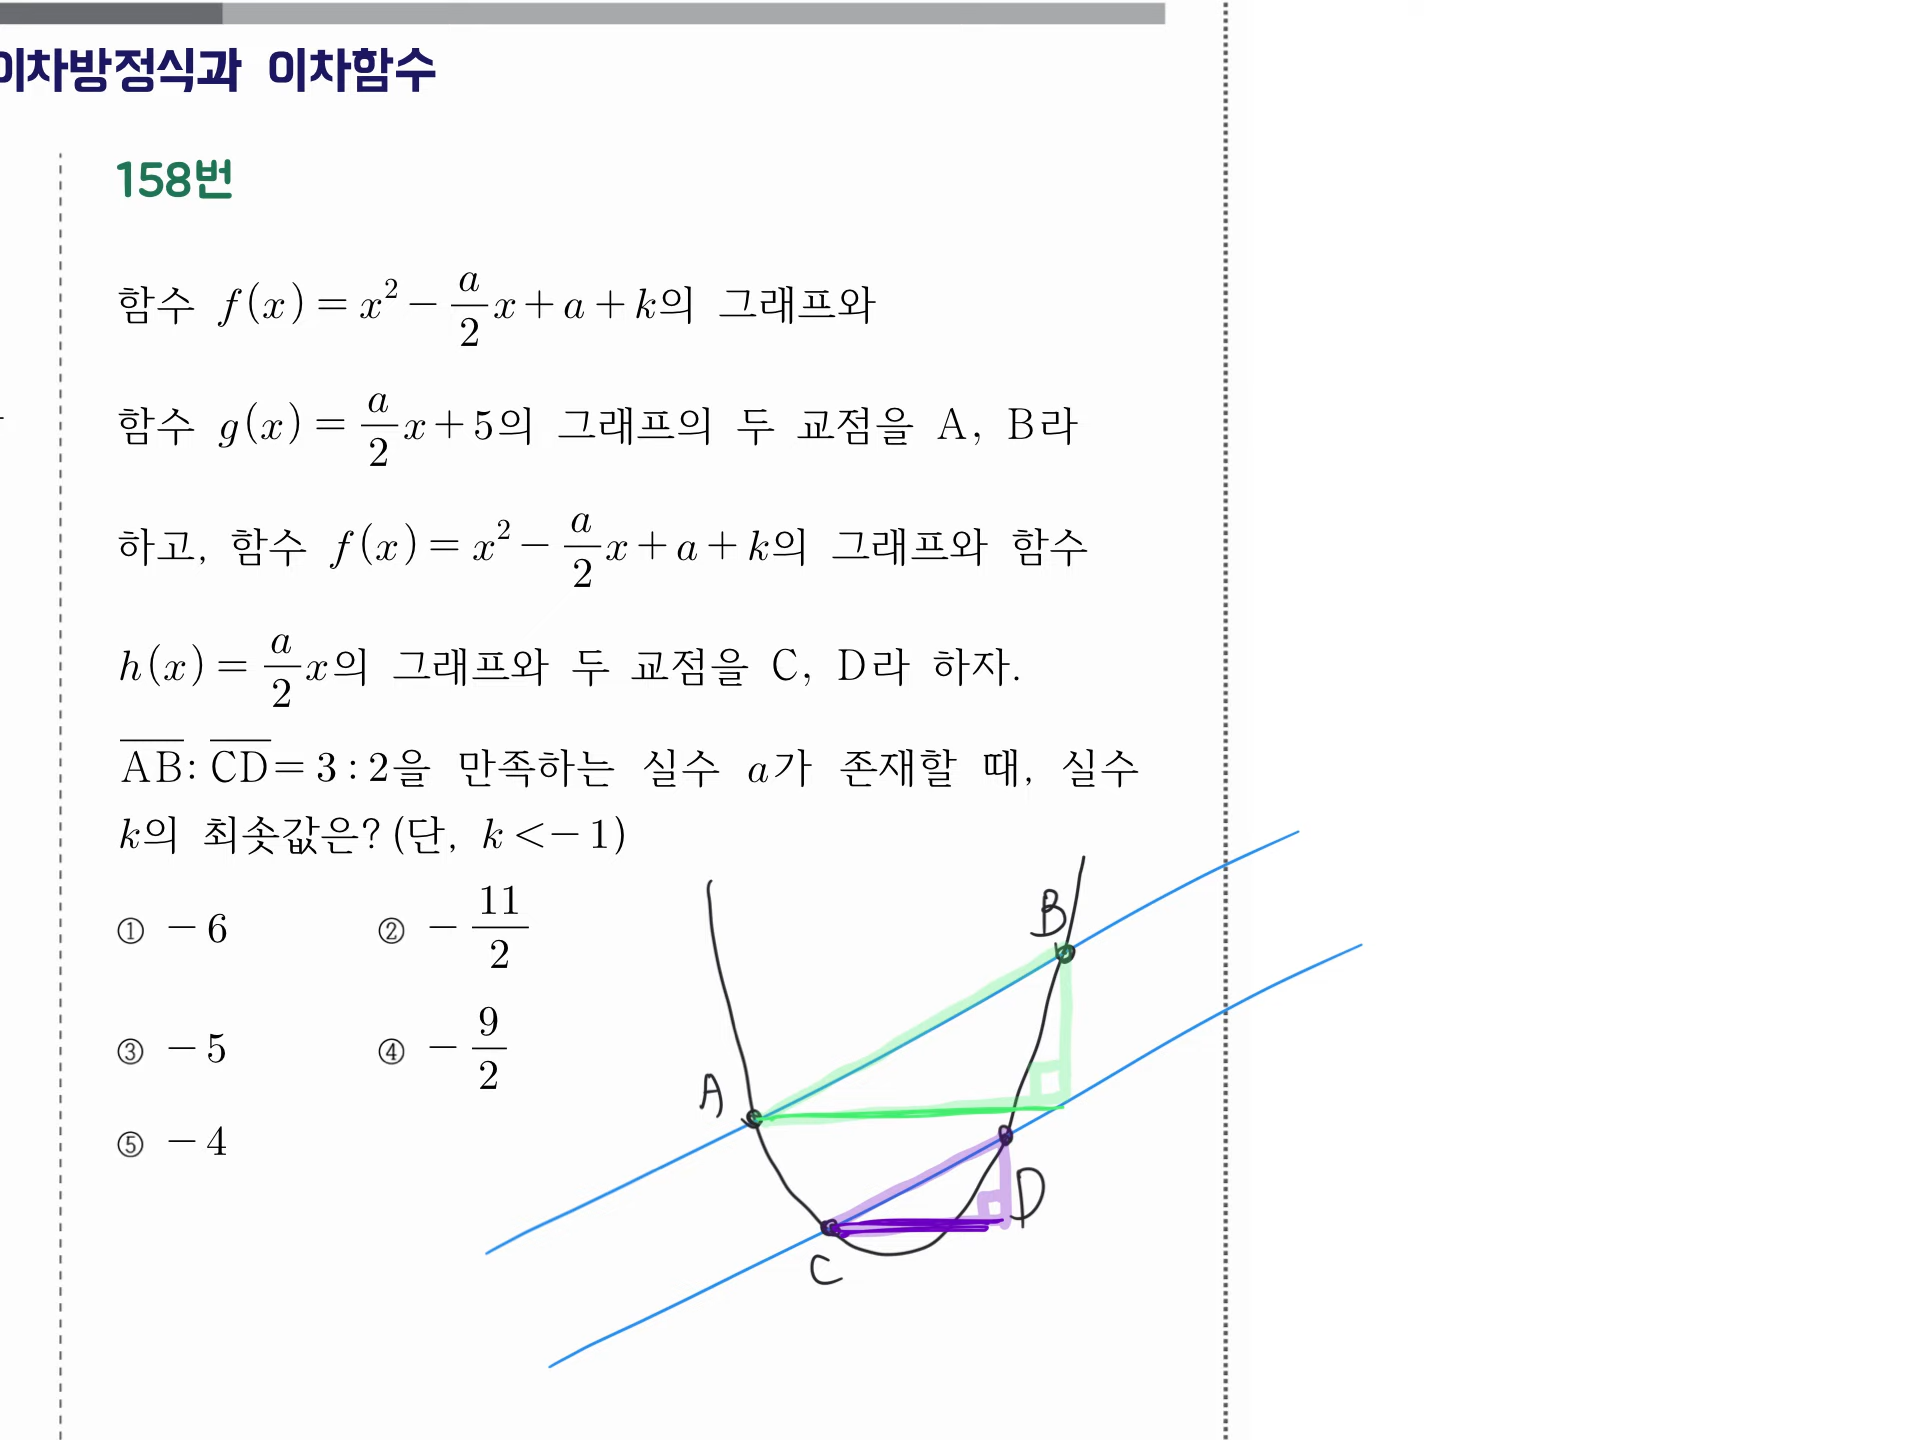 이차방정식과 이차함수
158번
함수 f(x) = x² − a/2 x + a + k의 그래프와
함수 g(x) = a/2 x + 5의 그래프의 두 교점을 A, B라
하고, 함수 f(x) = x² − a/2 x + a + k의 그래프와 함수
h(x) = a/2 x의 그래프와 두 교점을 C, D라 하자.
A̅B̅ : C̅D̅ = 3 : 2을 만족하는 실수 a가 존재할 때, 실수
k의 최솟값은? (단, k < −1)
① −6 ② −11/2
③ −5 ④ −9/2
⑤ −4
B
A
D
C